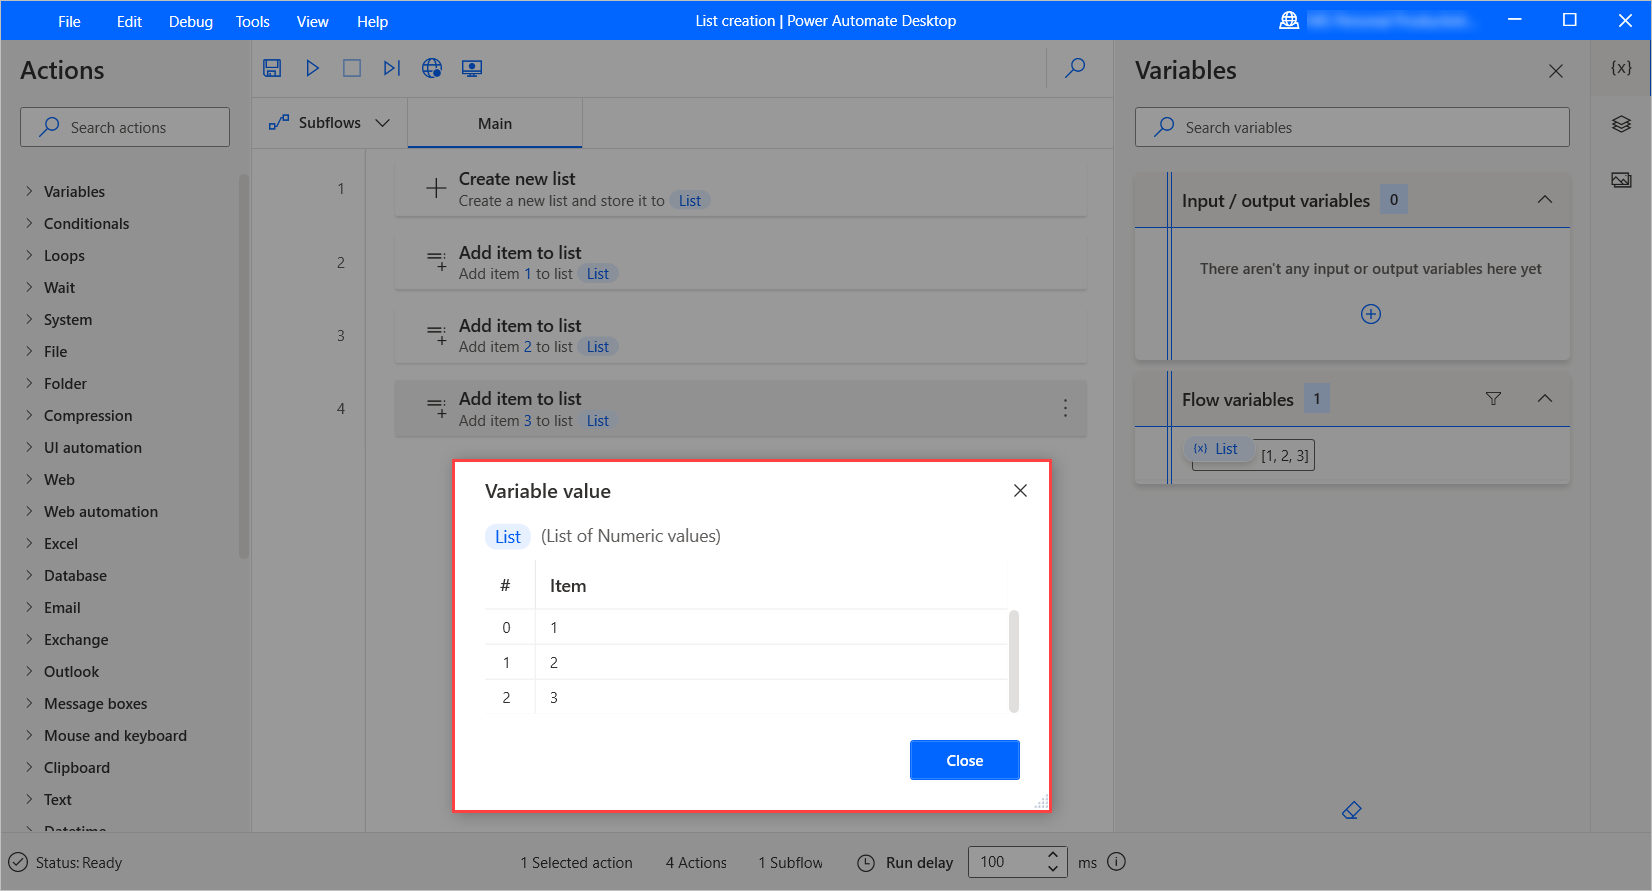 File Edit Debug Tools View Help List creation | Power Automate Desktop
Actions
Search actions
Variables
Conditionals
Loops
Wait
System
File
Folder
Compression
UI automation
Web
Web automation
Excel
Database
Email
Exchange
Outlook
Message boxes
Mouse and keyboard
Clipboard
Text
Datetime
Subflows
Main
1
Create new list
Create a new list and store it to List
2
Add item to list
Add item 1 to list List
3
Add item to list
Add item 2 to list List
4
Add item to list
Add item 3 to list List
Variable value
List (List of Numeric values)
# Item
0 1
1 2
2 3
Close
Variables
{x}
Search variables
Input / output variables 0
There aren't any input or output variables here yet
Flow variables 1
{x} List [1, 2, 3]
Status: Ready 1 Selected action 4 Actions 1 Subflow Run delay 100 ms